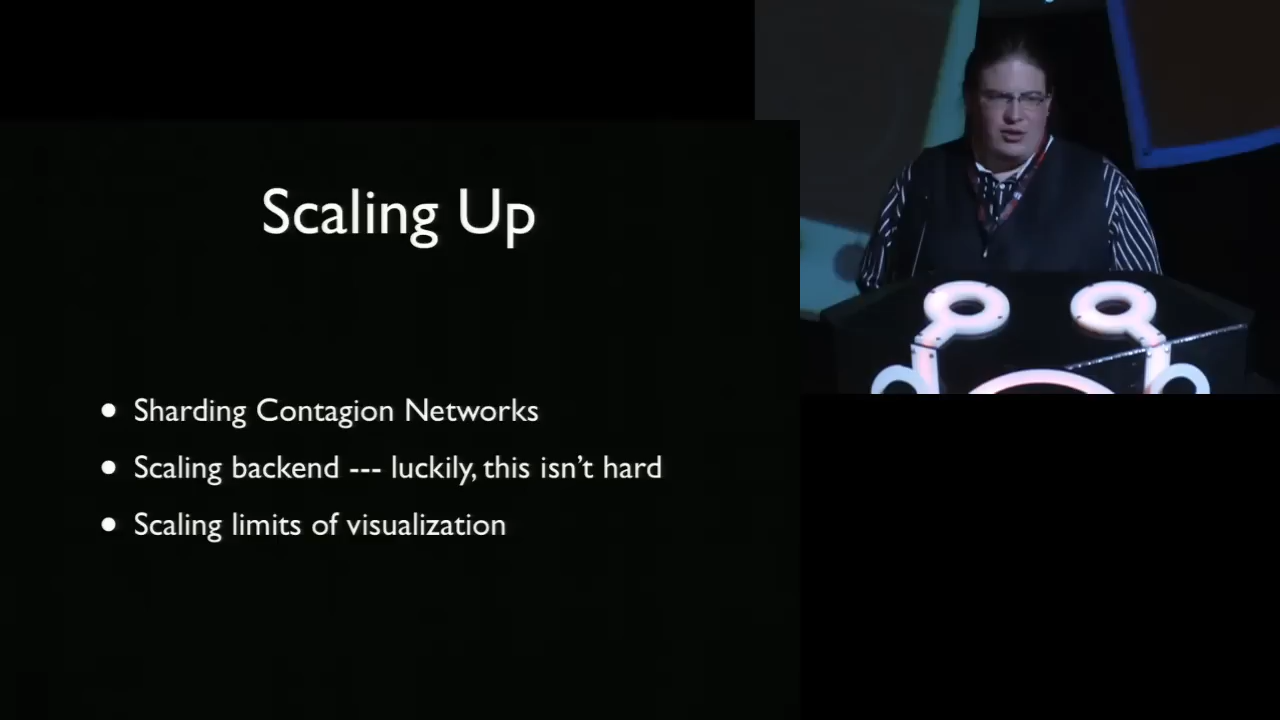 Scaling Up
• Sharding Contagion Networks
• Scaling backend --- luckily, this isn't hard
• Scaling limits of visualization